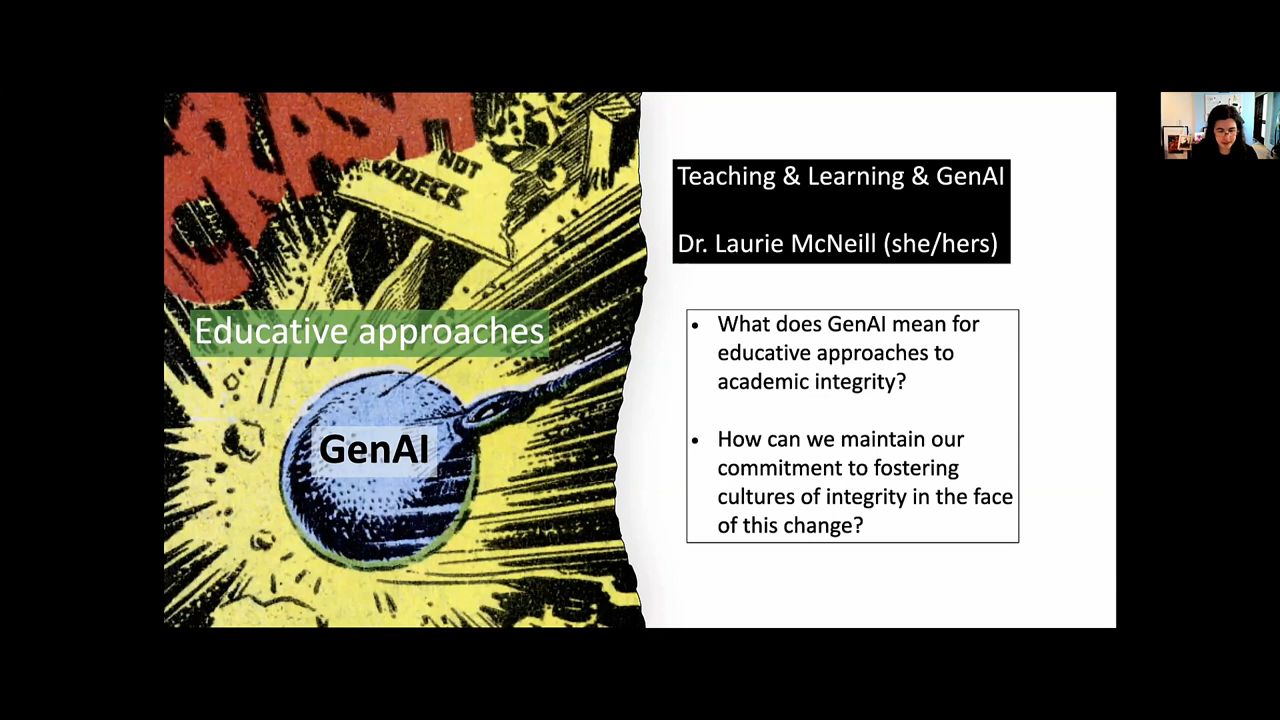 CRASH
NOT
WRECK
Educative approaches
GenAI
Teaching & Learning & GenAI
Dr. Laurie McNeill (she/hers)
• What does GenAI mean for
educative approaches to
academic integrity?
• How can we maintain our
commitment to fostering
cultures of integrity in the face
of this change?